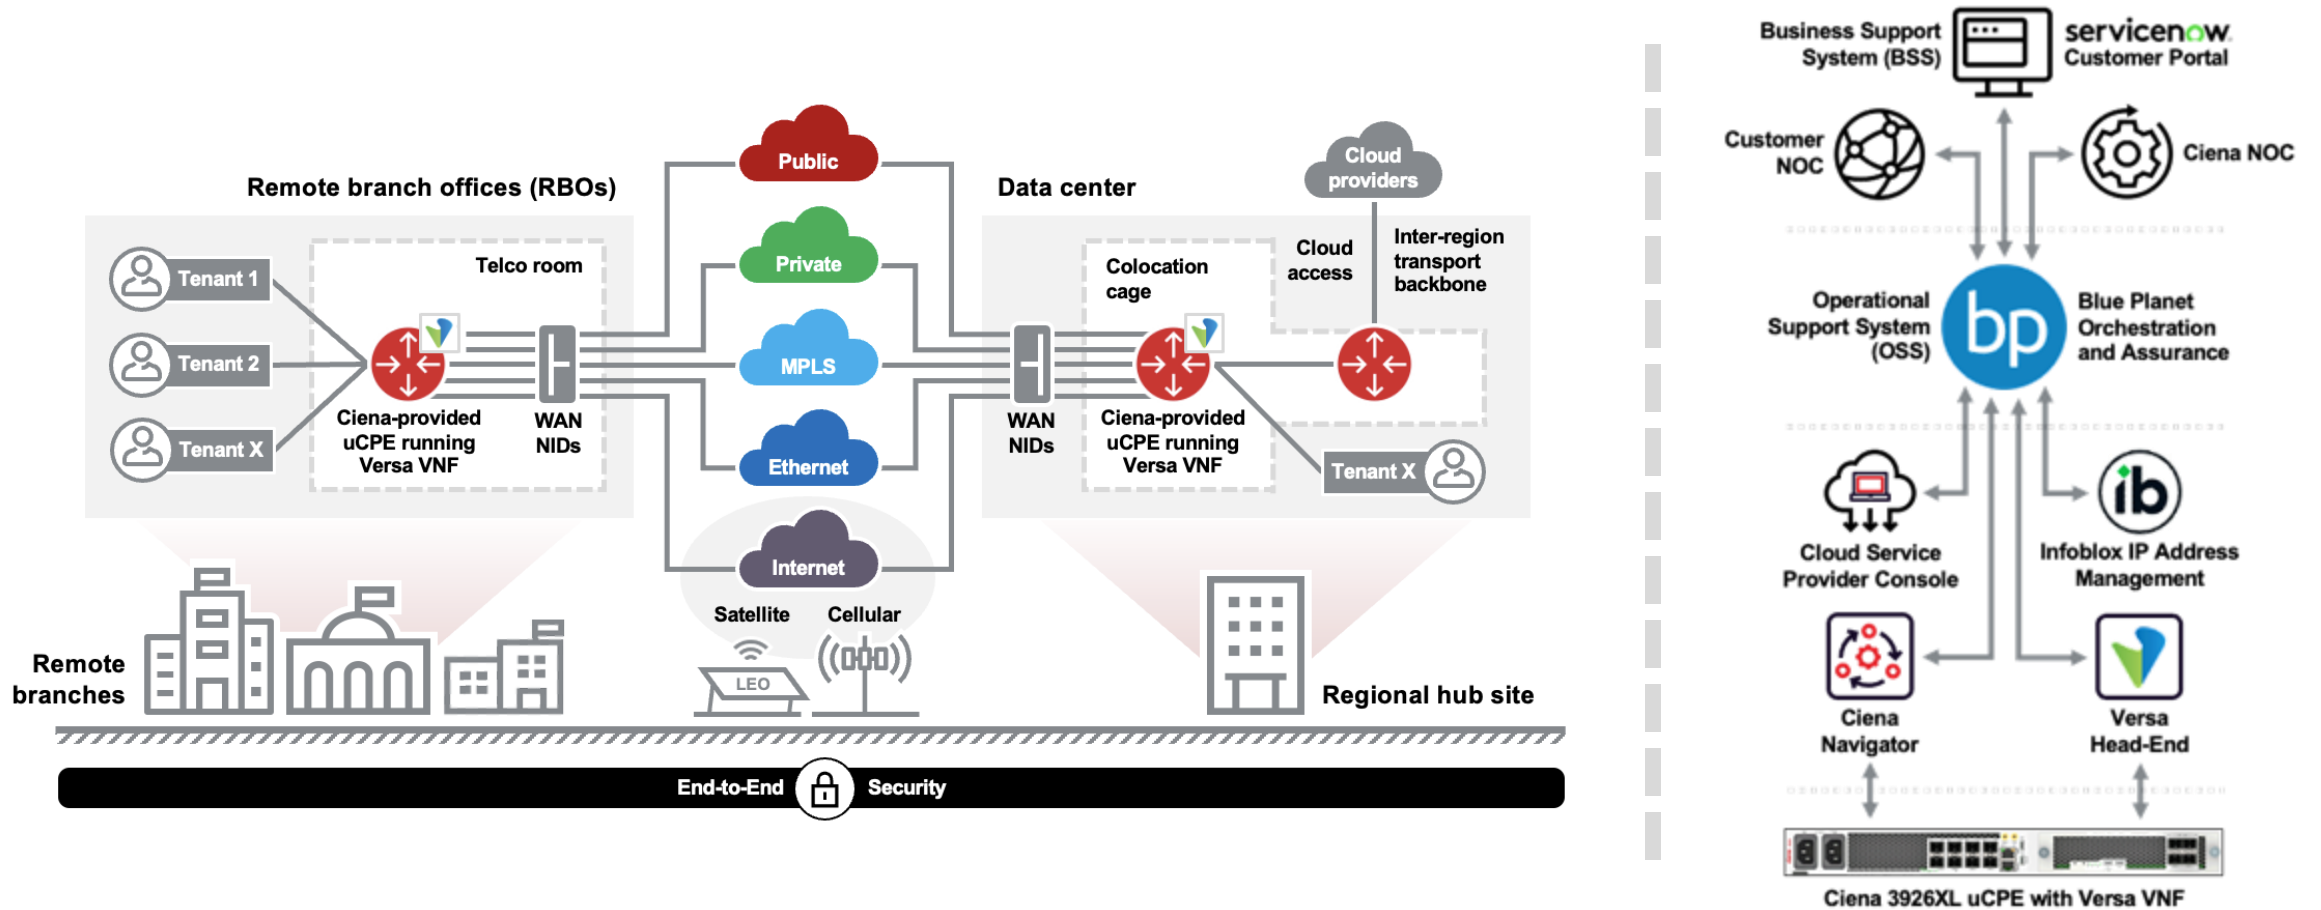 Remote branch offices (RBOs)
Tenant 1
Tenant 2
Tenant X
Telco room
Ciena-provided
uCPE running
Versa VNF
WAN
NIDs
Public
Private
MPLS
Ethernet
Internet
Satellite
Cellular
LEO
Data center
Colocation
cage
WAN
NIDs
Ciena-provided
uCPE running
Versa VNF
Cloud
providers
Cloud
access
Inter-region
transport
backbone
Tenant X
Remote
branches
Regional hub site
End-to-End
Security
Business Support
System (BSS)
servicenow
Customer Portal
Customer
NOC
Ciena NOC
Operational
Support System
(OSS)
bp
Blue Planet
Orchestration
and Assurance
Cloud Service
Provider Console
ib
Infoblox IP Address
Management
Ciena
Navigator
Versa
Head-End
Ciena 3926XL uCPE with Versa VNF